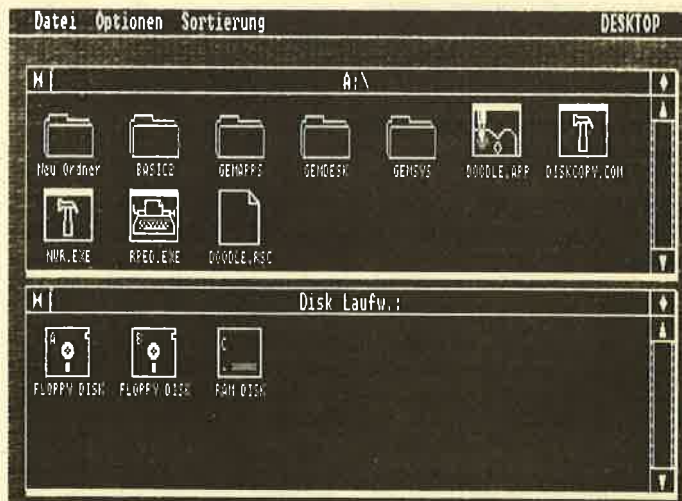 Datei Optionen Sortierung DESKTOP
A:\
Neu Ordner BASIC2 GEMAPPS GEMDESK GEMSYS DOODLE.APP DISKCOPY.COM
NVR.EXE RPED.EXE DOODLE.RSC
Disk Laufw.:
A B C
FLOPPY DISK FLOPPY DISK RAM DISK